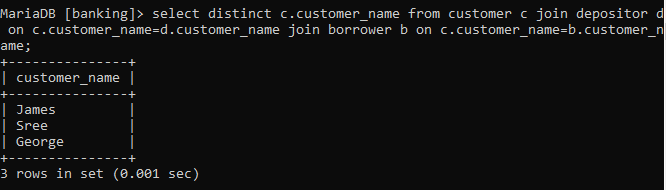 MariaDB [banking]> select distinct c.customer_name from customer c join depositor d
 on c.customer_name=d.customer_name join borrower b on c.customer_name=b.customer_n
ame;
+---------------+
| customer_name |
+---------------+
| James         |
| Sree          |
| George        |
+---------------+
3 rows in set (0.001 sec)